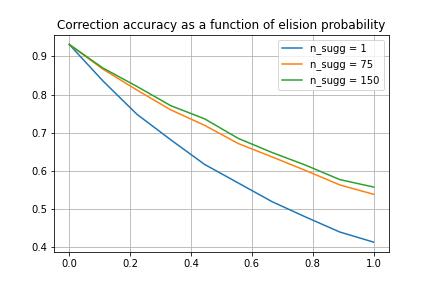 Correction accuracy as a function of elision probability
n_sugg = 1
n_sugg = 75
n_sugg = 150
0.9
0.8
0.7
0.6
0.5
0.4
0.0 0.2 0.4 0.6 0.8 1.0